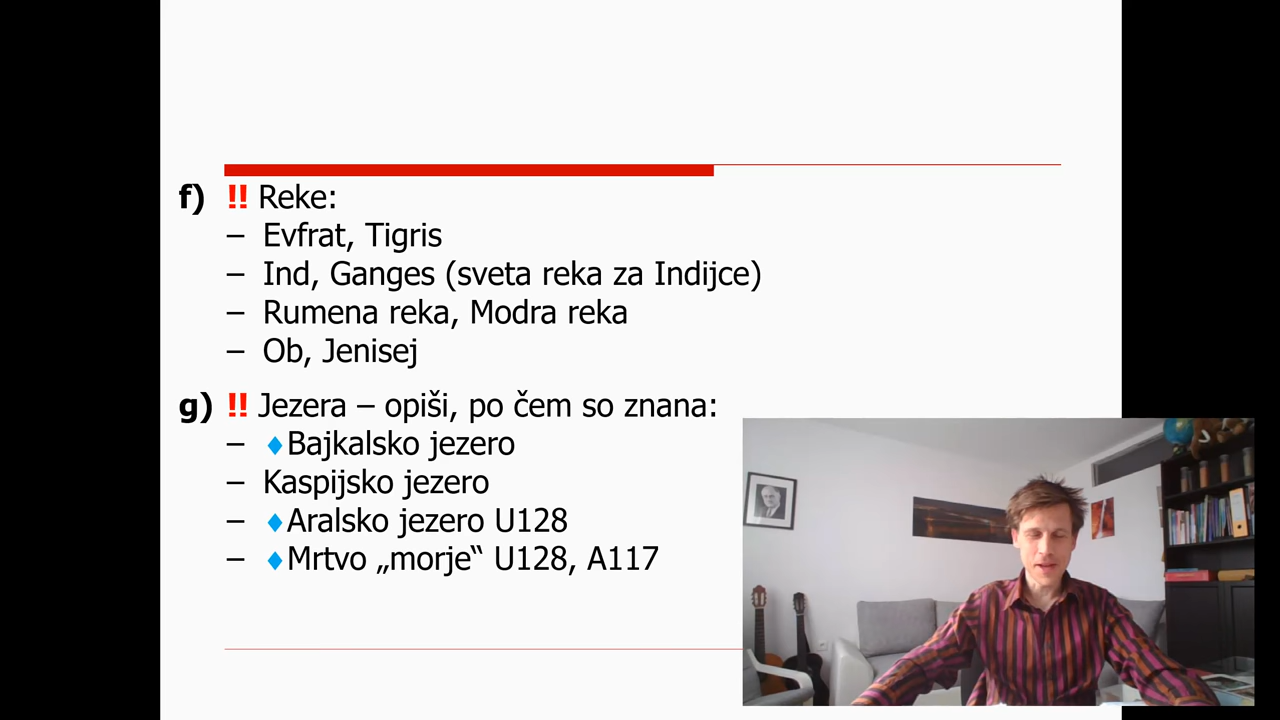 f) !! Reke:
– Evfrat, Tigris
– Ind, Ganges (sveta reka za Indijce)
– Rumena reka, Modra reka
– Ob, Jenisej
g) !! Jezera – opiši, po čem so znana:
– ♦Bajkalsko jezero
– Kaspijsko jezero
– ♦Aralsko jezero U128
– ♦Mrtvo „morje“ U128, A117